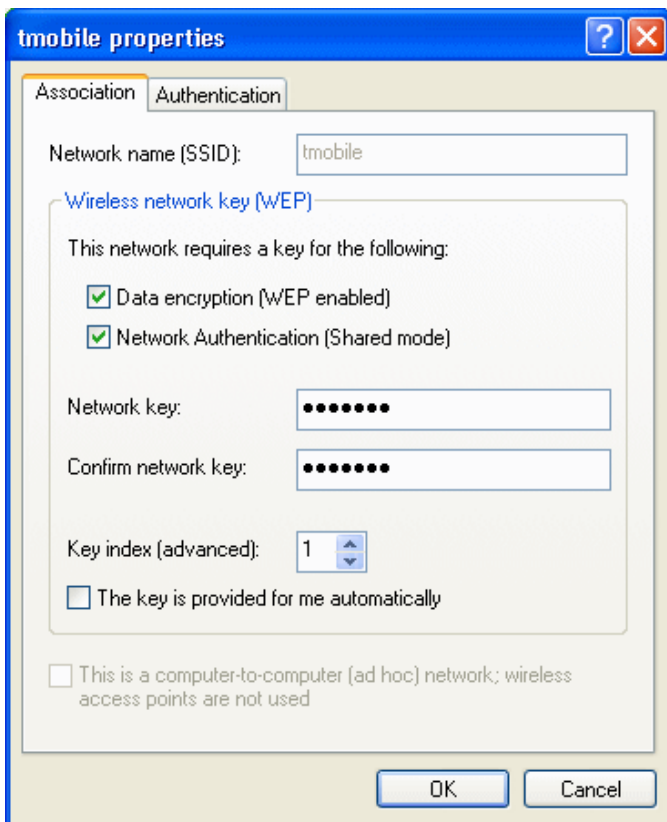 tmobile properties
Association Authentication
Network name (SSID): tmobile
Wireless network key (WEP)
This network requires a key for the following:
Data encryption (WEP enabled)
Network Authentication (Shared mode)
Network key: •••••••
Confirm network key: •••••••
Key index (advanced): 1
The key is provided for me automatically
This is a computer-to-computer (ad hoc) network; wireless
access points are not used
OK Cancel